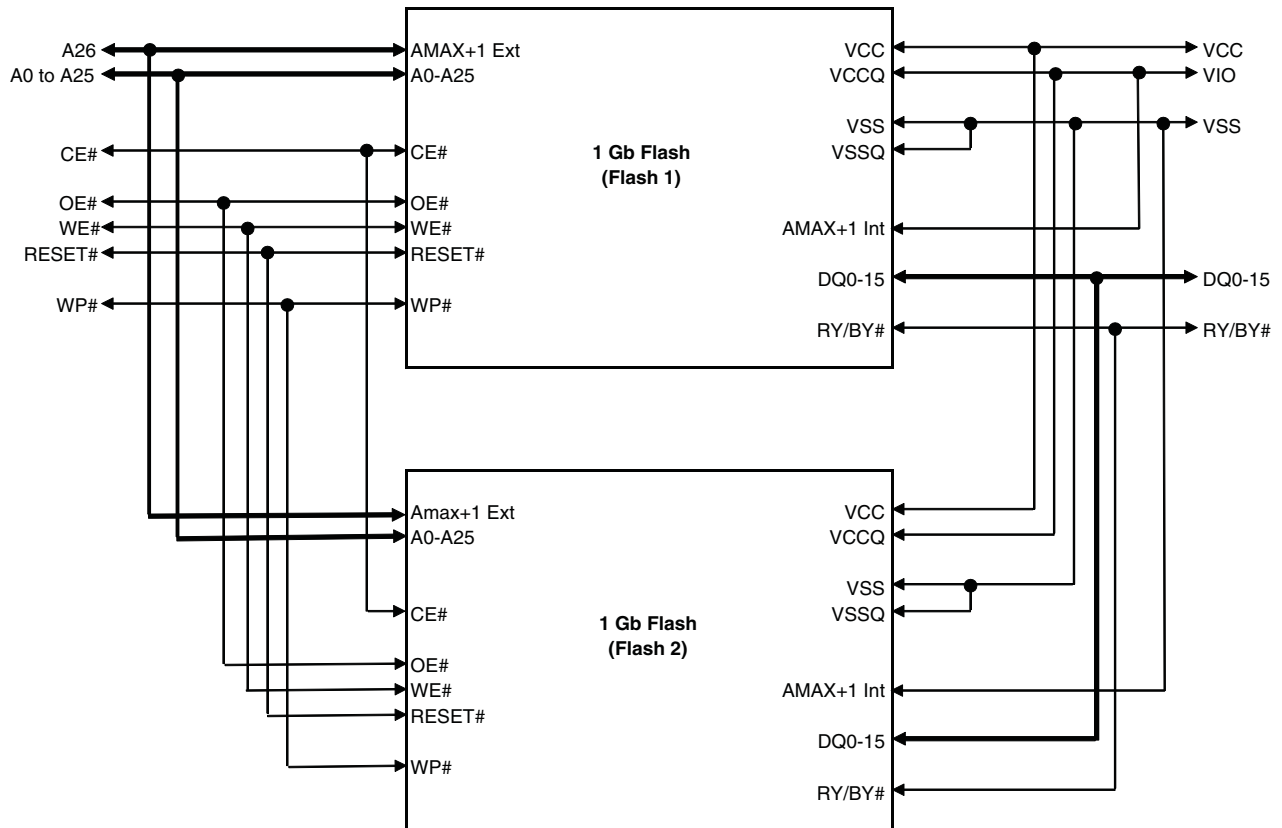 A26
A0 to A25
CE#
OE#
WE#
RESET#
WP#
AMAX+1 Ext
A0-A25
CE#
OE#
WE#
RESET#
WP#
1 Gb Flash
(Flash 1)
VCC
VCCQ
VSS
VSSQ
AMAX+1 Int
DQ0-15
RY/BY#
VCC
VIO
VSS
DQ0-15
RY/BY#
Amax+1 Ext
A0-A25
CE#
OE#
WE#
RESET#
WP#
1 Gb Flash
(Flash 2)
VCC
VCCQ
VSS
VSSQ
AMAX+1 Int
DQ0-15
RY/BY#